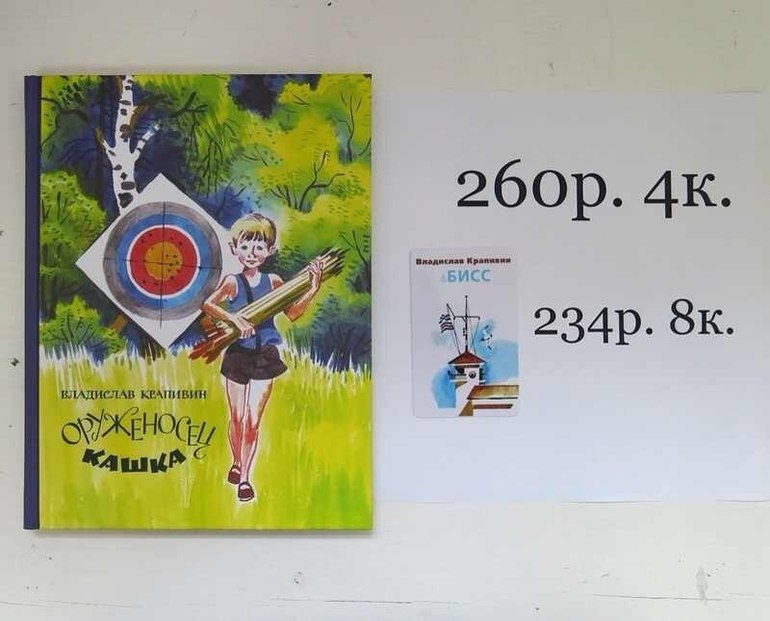 ВЛАДИСЛАВ КРАПИВИН
ОРУЖЕНОСЕЦ
КАШКА
260р. 4к.
Владислав Крапивин
&БИСС
234р. 8к.